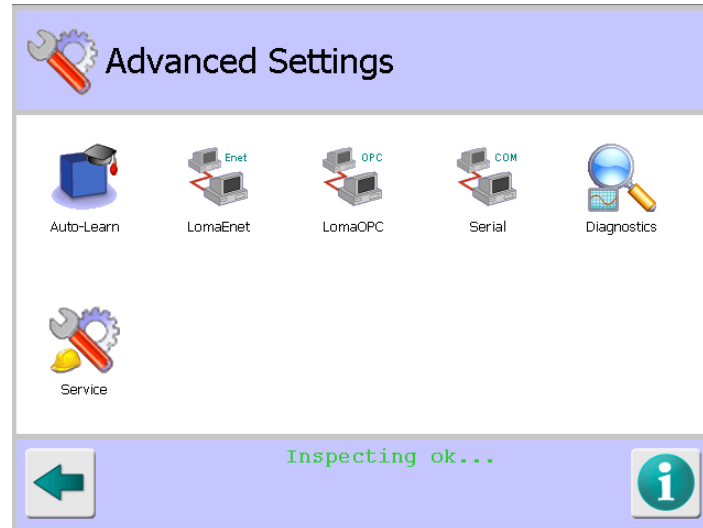 Advanced Settings
Enet
OPC
COM
Auto-Learn
LomaEnet
LomaOPC
Serial
Diagnostics
Service
Inspecting ok...